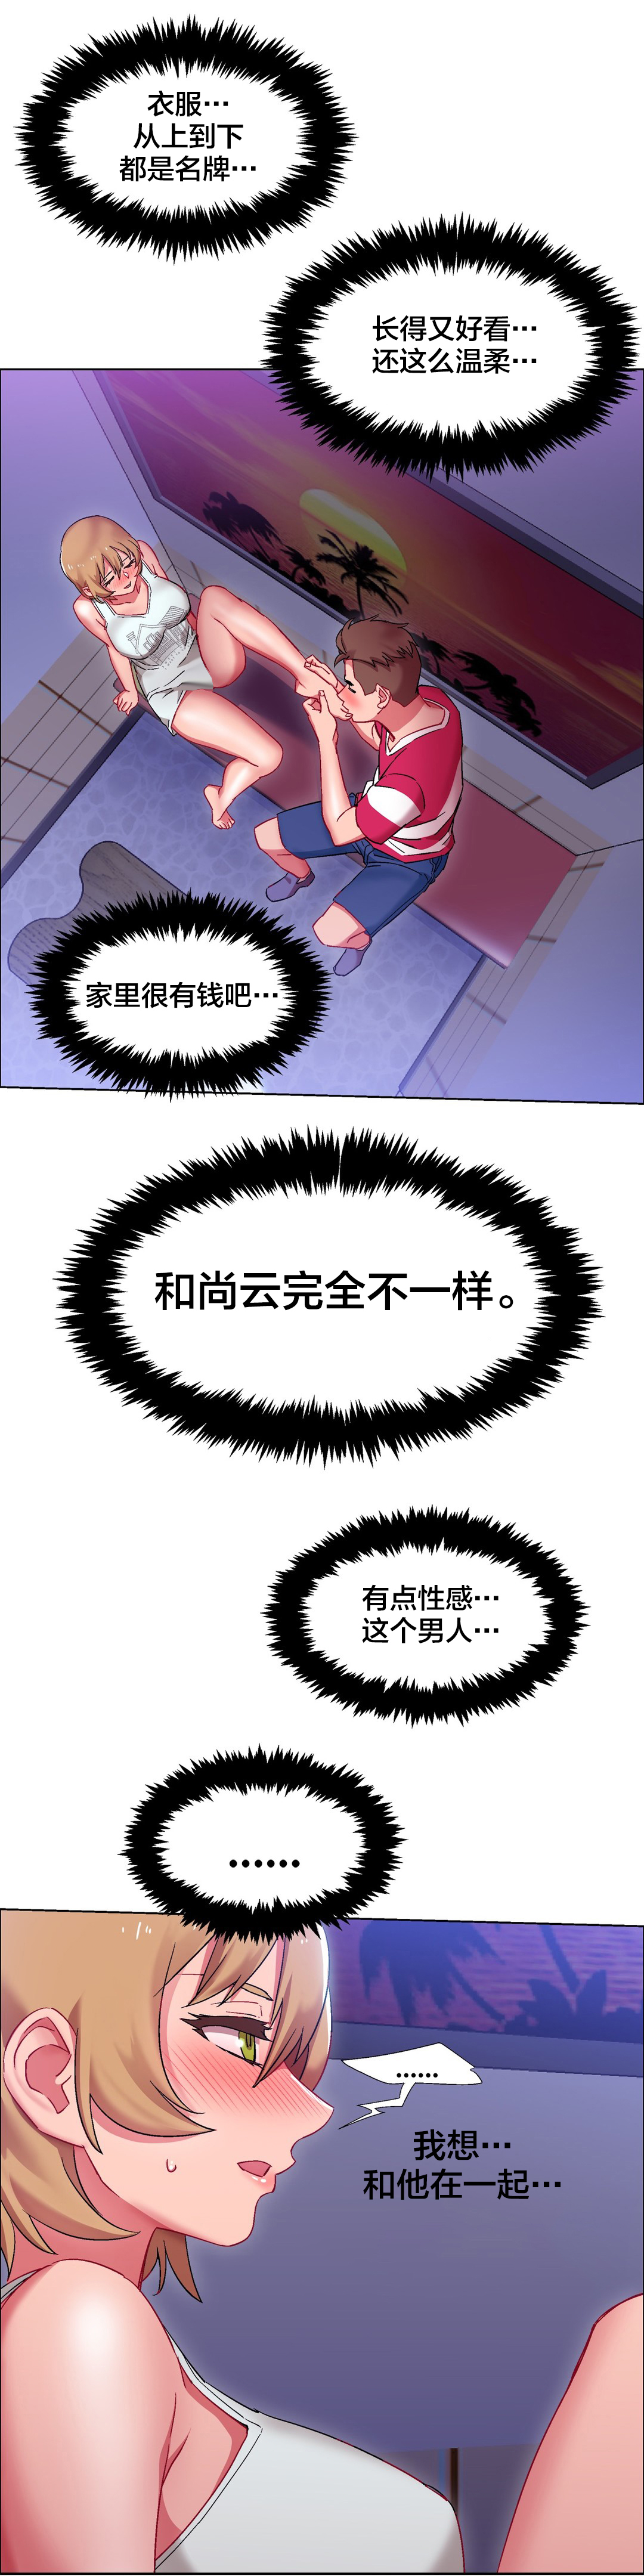 衣服…
从上到下
都是名牌…
长得又好看…
还这么温柔…
家里很有钱吧…
和尚云完全不一样。
有点性感…
这个男人…
……
……
我想…
和他在一起…